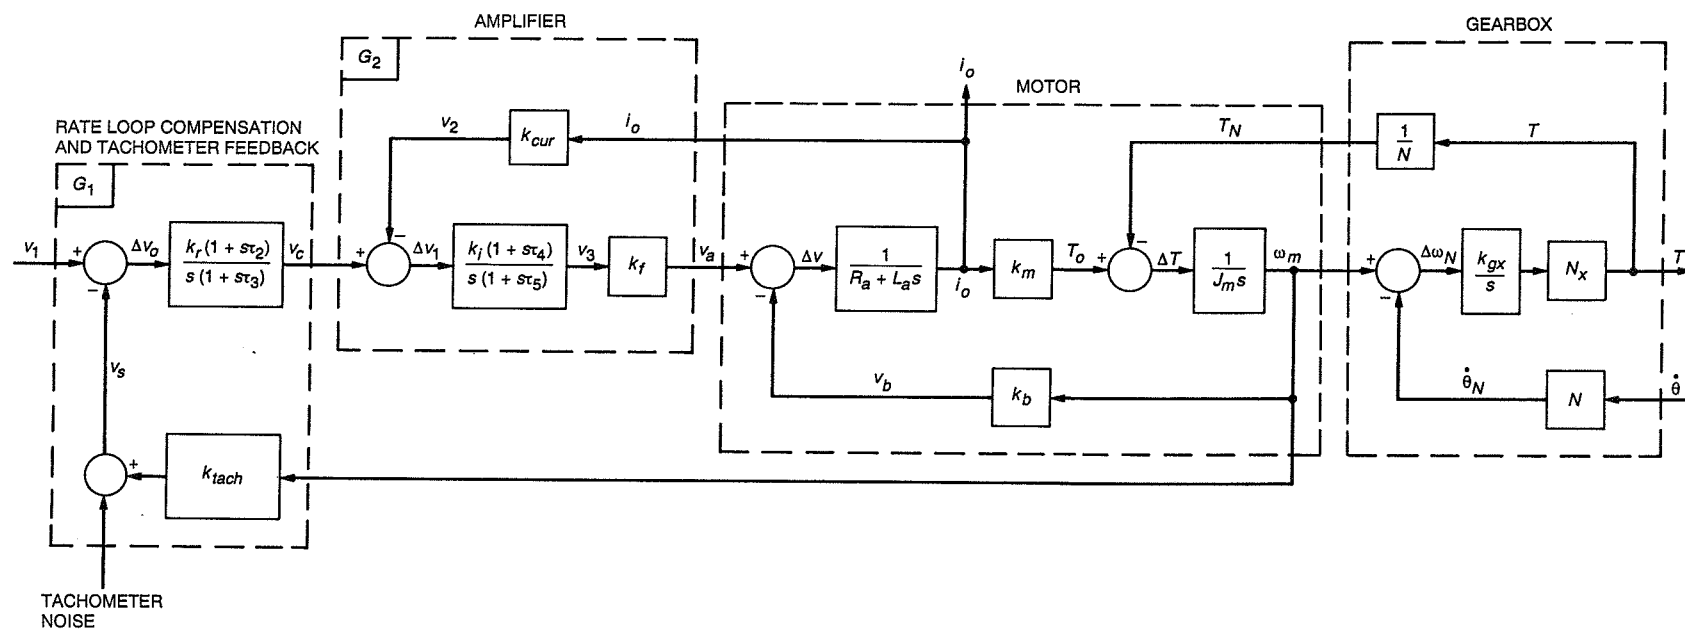 AMPLIFIER
GEARBOX
G2
i_o
MOTOR
RATE LOOP COMPENSATION
AND TACHOMETER FEEDBACK
G1
v2
k_cur
i_o
T_N
1/N
T
v1
+
−
Δv_o
k_r (1 + sτ2)
s (1 + sτ3)
v_c
+
−
Δv1
k_i (1 + sτ4)
s (1 + sτ5)
v3
k_f
v_a
+
−
Δv
1
R_a + L_a s
i_o
k_m
T_o
+
−
ΔT
1
J_m s
ω_m
+
−
Δω_N
k_gx
s
N_x
T
v_s
v_b
k_b
θ̇_N
N
θ̇
+
k_tach
TACHOMETER
NOISE